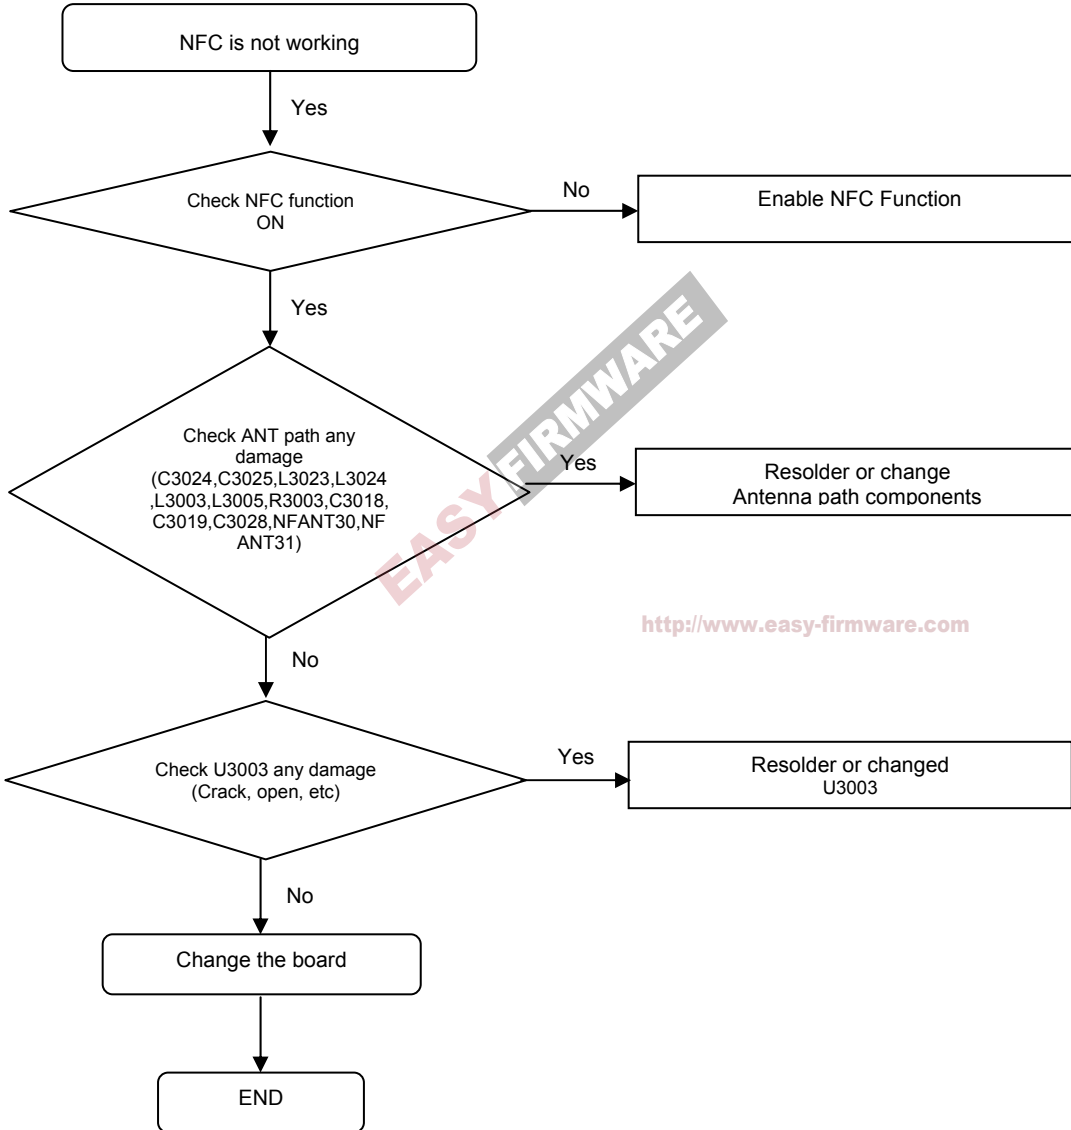 NFC is not working
Yes
Check NFC function
ON
No
Enable NFC Function
Yes
Check ANT path any
damage
(C3024,C3025,L3023,L3024
,L3003,L3005,R3003,C3018,
C3019,C3028,NFANT30,NF
ANT31)
Yes
Resolder or change
Antenna path components
EASY FIRMWARE
http://www.easy-firmware.com
No
Check U3003 any damage
(Crack, open, etc)
Yes
Resolder or changed
U3003
No
Change the board
END